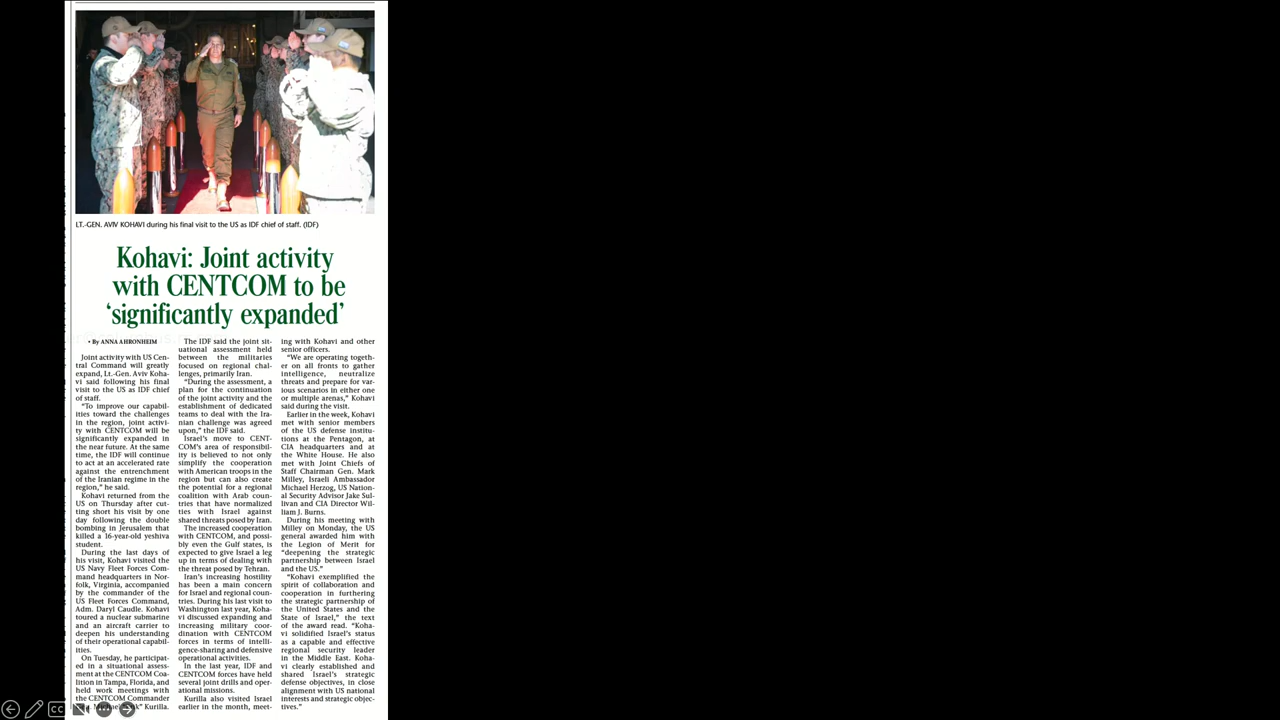 LT.-GEN. AVIV KOHAVI during his final visit to the US as IDF chief of staff. (IDF)
Kohavi: Joint activity
with CENTCOM to be
‘significantly expanded’
• By ANNA AHRONHEIM
Joint activity with US Cen-
tral Command will greatly
expand, Lt.-Gen. Aviv Koha-
vi said following his final
visit to the US as IDF chief
of staff.
“To improve our capabil-
ities toward the challenges
in the region, joint activi-
ty with CENTCOM will be
significantly expanded in
the near future. At the same
time, the IDF will continue
to act at an accelerated rate
against the entrenchment
of the Iranian regime in the
region,” he said.
Kohavi returned from the
US on Thursday after cut-
ting short his visit by one
day following the double
bombing in Jerusalem that
killed a 16-year-old yeshiva
student.
During the last days of
his visit, Kohavi visited the
US Navy Fleet Forces Com-
mand headquarters in Nor-
folk, Virginia, accompanied
by the commander of the
US Fleet Forces Command,
Adm. Daryl Caudle. Kohavi
toured a nuclear submarine
and an aircraft carrier to
deepen his understanding
of their operational capabil-
ities.
On Tuesday, he participat-
ed in a situational assess-
ment at the CENTCOM Coa-
lition in Tampa, Florida, and
held work meetings with
the CENTCOM Commander
Kurilla.
The IDF said the joint sit-
uational assessment held
between the militaries
focused on regional chal-
lenges, primarily Iran.
“During the assessment, a
plan for the continuation
of the joint activity and the
establishment of dedicated
teams to deal with the Ira-
nian challenge was agreed
upon,” the IDF said.
Israel’s move to CENT-
COM’s area of responsibil-
ity is believed to not only
simplify the cooperation
with American troops in the
region but can also create
the potential for a regional
coalition with Arab coun-
tries that have normalized
ties with Israel against
shared threats posed by Iran.
The increased cooperation
with CENTCOM, and possi-
bly even the Gulf states, is
expected to give Israel a leg
up in terms of dealing with
the threat posed by Tehran.
Iran’s increasing hostility
has been a main concern
for Israel and regional coun-
tries. During his last visit to
Washington last year, Koha-
vi discussed expanding and
increasing military coor-
dination with CENTCOM
forces in terms of intelli-
gence-sharing and defensive
operational activities.
In the last year, IDF and
CENTCOM forces have held
several joint drills and oper-
ational missions.
Kurilla also visited Israel
earlier in the month, meet-
ing with Kohavi and other
senior officers.
“We are operating togeth-
er on all fronts to gather
intelligence, neutralize
threats and prepare for var-
ious scenarios in either one
or multiple arenas,” Kohavi
said during the visit.
Earlier in the week, Kohavi
met with senior members
of the US defense institu-
tions at the Pentagon, at
CIA headquarters and at
the White House. He also
met with Joint Chiefs of
Staff Chairman Gen. Mark
Milley, Israeli Ambassador
Michael Herzog, US Nation-
al Security Advisor Jake Sul-
livan and CIA Director Wil-
liam J. Burns.
During his meeting with
Milley on Monday, the US
general awarded him with
the Legion of Merit for
“deepening the strategic
partnership between Israel
and the US.”
“Kohavi exemplified the
spirit of collaboration and
cooperation in furthering
the strategic partnership of
the United States and the
State of Israel,” the text
of the award read. “Koha-
vi solidified Israel’s status
as a capable and effective
regional security leader
in the Middle East. Koha-
vi clearly established and
shared Israel’s strategic
defense objectives, in close
alignment with US national
interests and strategic objec-
tives.”
CC